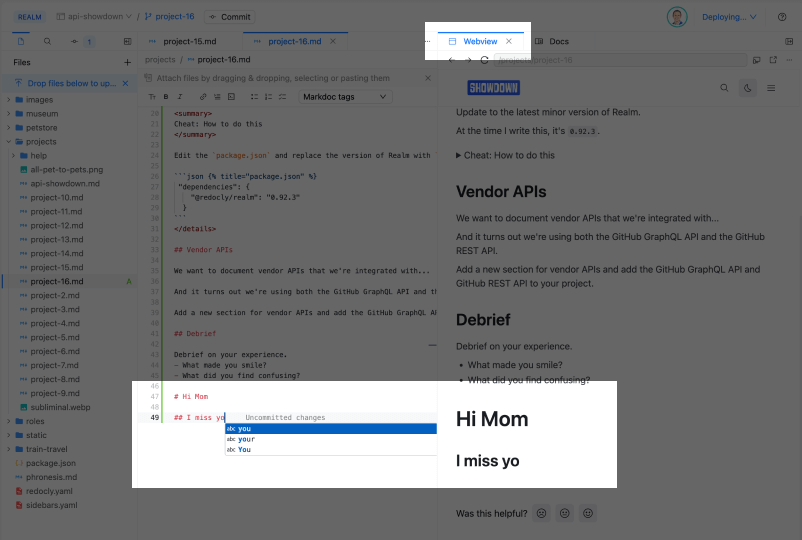 REALM
api-showdown / project-16
Commit
Deploying...
1
project-15.md
project-16.md
Webview
Docs
Files
projects / project-16.md
/projects/project-16
Drop files below to up...
Attach files by dragging & dropping, selecting or pasting them
Markdoc tags
SHOWDOWN
images
museum
petstore
projects
help
all-pet-to-pets.png
api-showdown.md
project-10.md
project-11.md
project-12.md
project-13.md
project-14.md
project-15.md
project-16.md A
project-2.md
project-3.md
project-4.md
project-5.md
project-6.md
project-7.md
project-8.md
project-9.md
subliminal.webp
roles
static
train-travel
package.json
phronesis.md
redocly.yaml
sidebars.yaml
20 <summary>
21 Cheat: How to do this
22 </summary>
23
24 Edit the `package.json` and replace the version of Realm with `
25
26 ```json {% title="package.json" %}
27 "dependencies": {
28 "@redocly/realm": "0.92.3"
29 }
30 ```
31 </details>
32
33 ## Vendor APIs
34
35 We want to document vendor APIs that we're integrated with...
36
37 And it turns out we're using both the GitHub GraphQL API and th
38
39 Add a new section for vendor APIs and add the GitHub GraphQL AP
40
41 ## Debrief
42
43 Debrief on your experience.
44 - What made you smile?
45 - What did you find confusing?
46
47 # Hi Mom
48
49 ## I miss yo Uncommitted changes
abc you
abc your
abc You
Update to the latest minor version of Realm.
At the time I write this, it's 0.92.3.
Cheat: How to do this
Vendor APIs
We want to document vendor APIs that we're integrated with...
And it turns out we're using both the GitHub GraphQL API and the GitHub
REST API.
Add a new section for vendor APIs and add the GitHub GraphQL API and
GitHub REST API to your project.
Debrief
Debrief on your experience.
• What made you smile?
• What did you find confusing?
Hi Mom
I miss yo
Was this helpful?